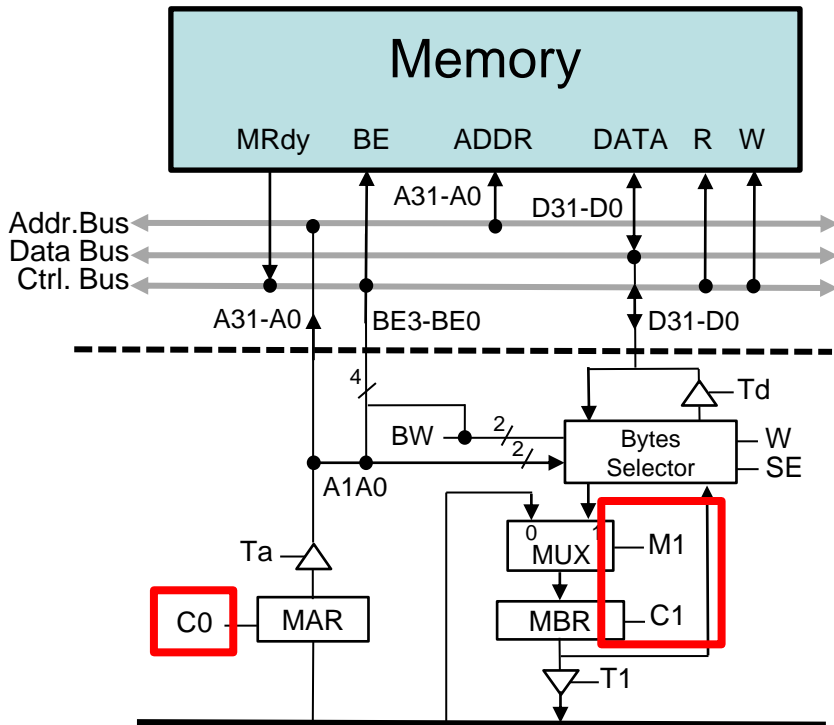 Memory
MRdy BE ADDR DATA R W
A31-A0 D31-D0
Addr.Bus
Data Bus
Ctrl. Bus
A31-A0 BE3-BE0 D31-D0
4
Td
BW 2
Bytes
Selector
W
SE
2
A1A0
0 1
MUX
M1
Ta
C0
MAR
MBR
C1
T1